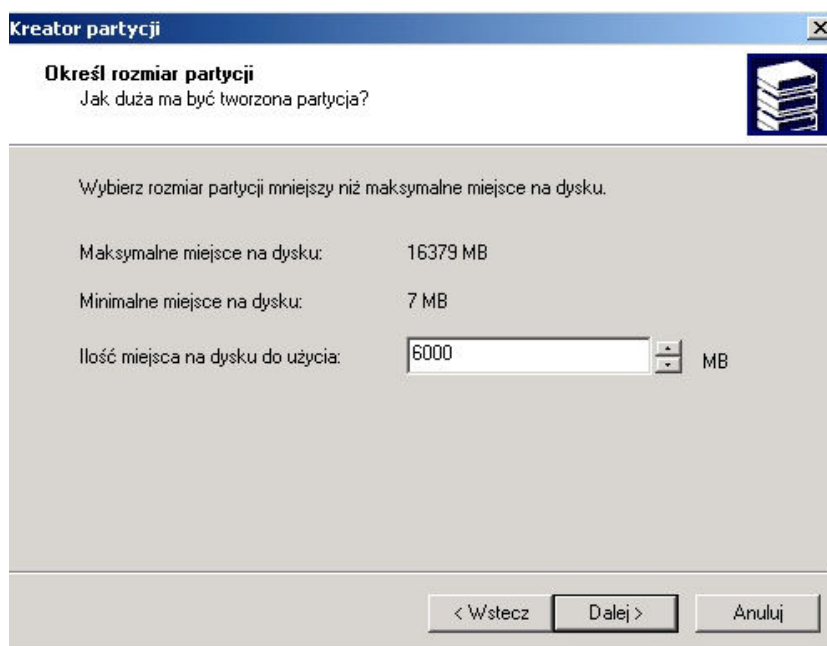 Kreator partycji
Określ rozmiar partycji
Jak duża ma być tworzona partycja?
Wybierz rozmiar partycji mniejszy niż maksymalne miejsce na dysku.
Maksymalne miejsce na dysku: 16379 MB
Minimalne miejsce na dysku: 7 MB
Ilość miejsca na dysku do użycia: 6000 MB
< Wstecz Dalej > Anuluj